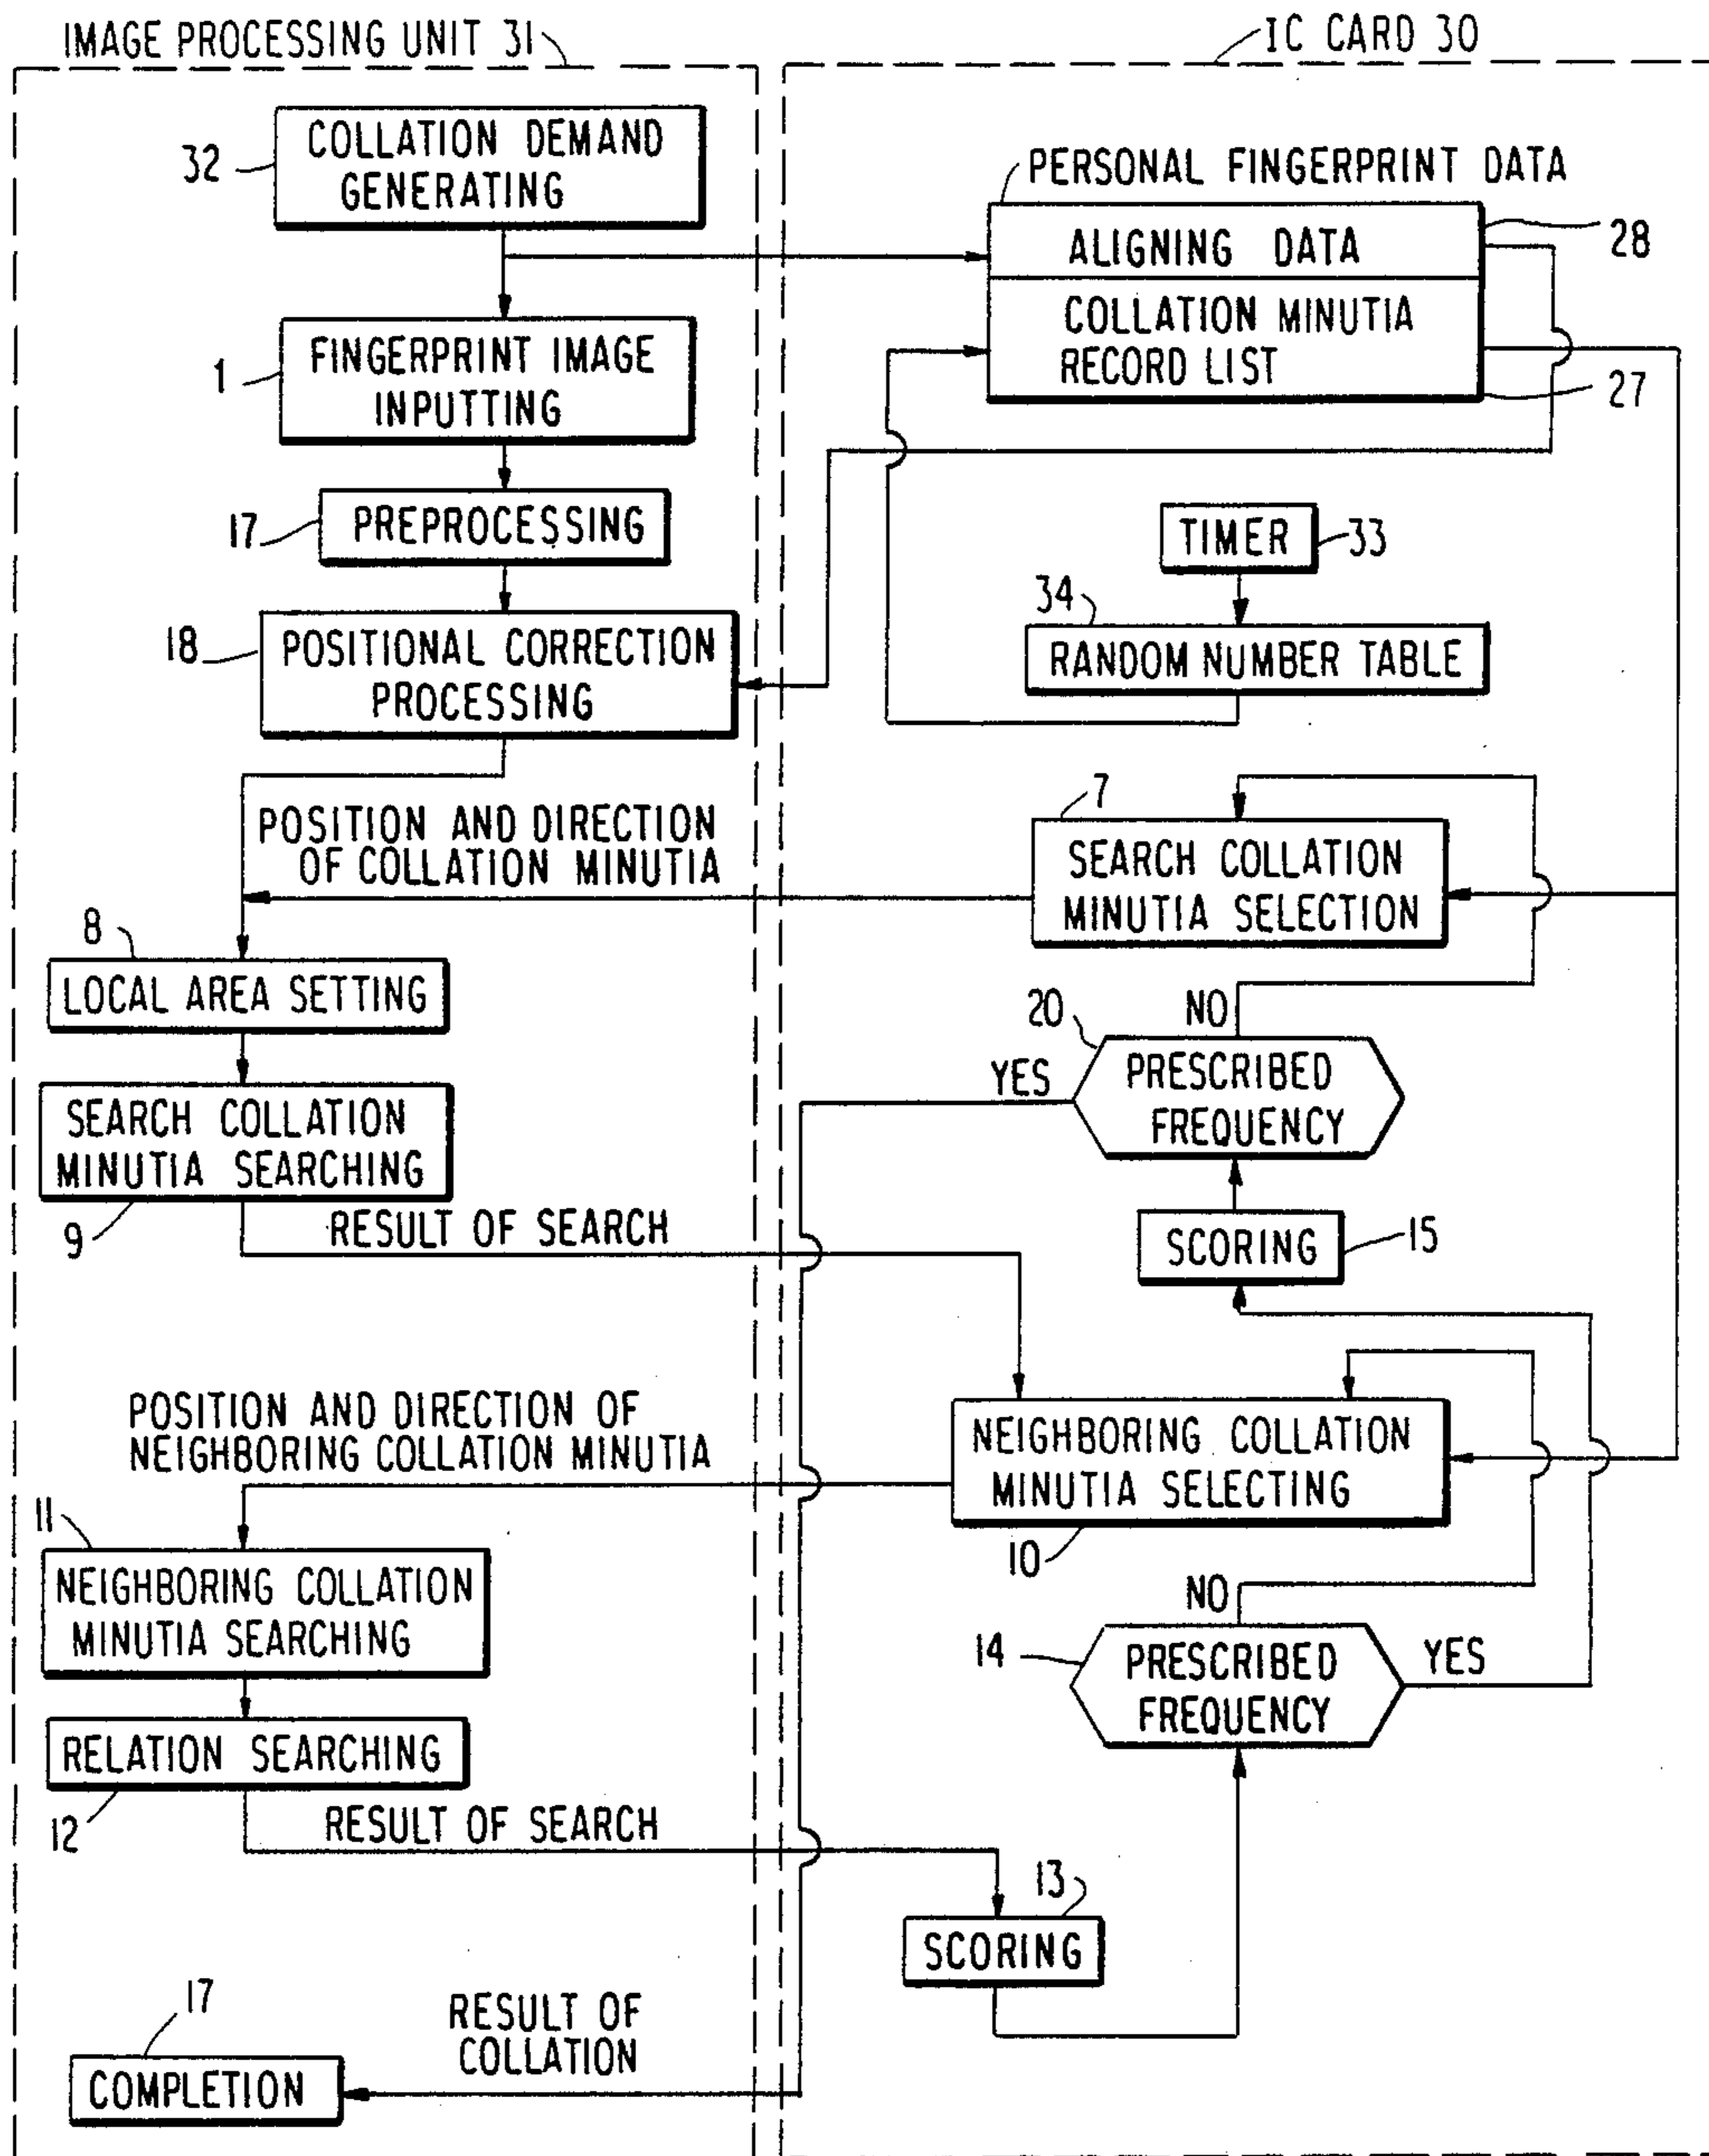 IMAGE PROCESSING UNIT 31
IC CARD 30
32
COLLATION DEMAND
GENERATING
PERSONAL FINGERPRINT DATA
ALIGNING DATA
28
COLLATION MINUTIA
RECORD LIST
27
1
FINGERPRINT IMAGE
INPUTTING
17
PREPROCESSING
TIMER
33
34
RANDOM NUMBER TABLE
18
POSITIONAL CORRECTION
PROCESSING
POSITION AND DIRECTION
OF COLLATION MINUTIA
7
SEARCH COLLATION
MINUTIA SELECTION
8
LOCAL AREA SETTING
NO
20
YES
PRESCRIBED
FREQUENCY
SEARCH COLLATION
MINUTIA SEARCHING
9
RESULT OF SEARCH
SCORING
15
POSITION AND DIRECTION OF
NEIGHBORING COLLATION MINUTIA
NEIGHBORING COLLATION
MINUTIA SELECTING
10
11
NEIGHBORING COLLATION
MINUTIA SEARCHING
NO
14
PRESCRIBED
FREQUENCY
YES
RELATION SEARCHING
12
RESULT OF SEARCH
13
SCORING
17
COMPLETION
RESULT OF
COLLATION